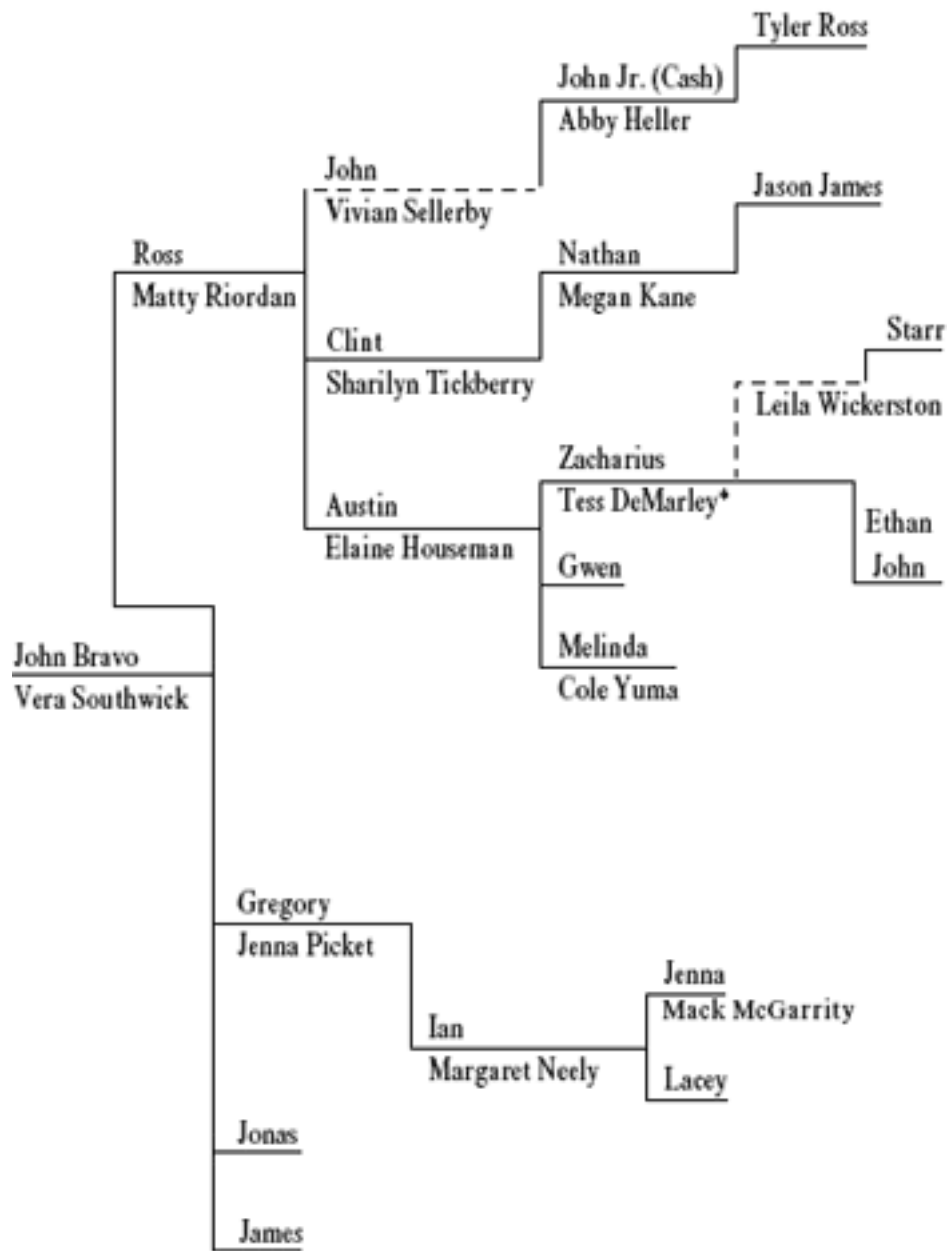 Tyler Ross
John Jr. (Cash)
Abby Heller
John
Vivian Sellerby
Jason James
Ross
Matty Riordan
Nathan
Megan Kane
Clint
Sharilyn Tickberry
Starr
Leila Wickerston
Zacharius
Tess DeMarley*
Austin
Elaine Houseman
Ethan
John
Gwen
Melinda
Cole Yuma
John Bravo
Vera Southwick
Gregory
Jenna Picket
Jenna
Mack McGarrity
Ian
Margaret Neely
Lacey
Jonas
James